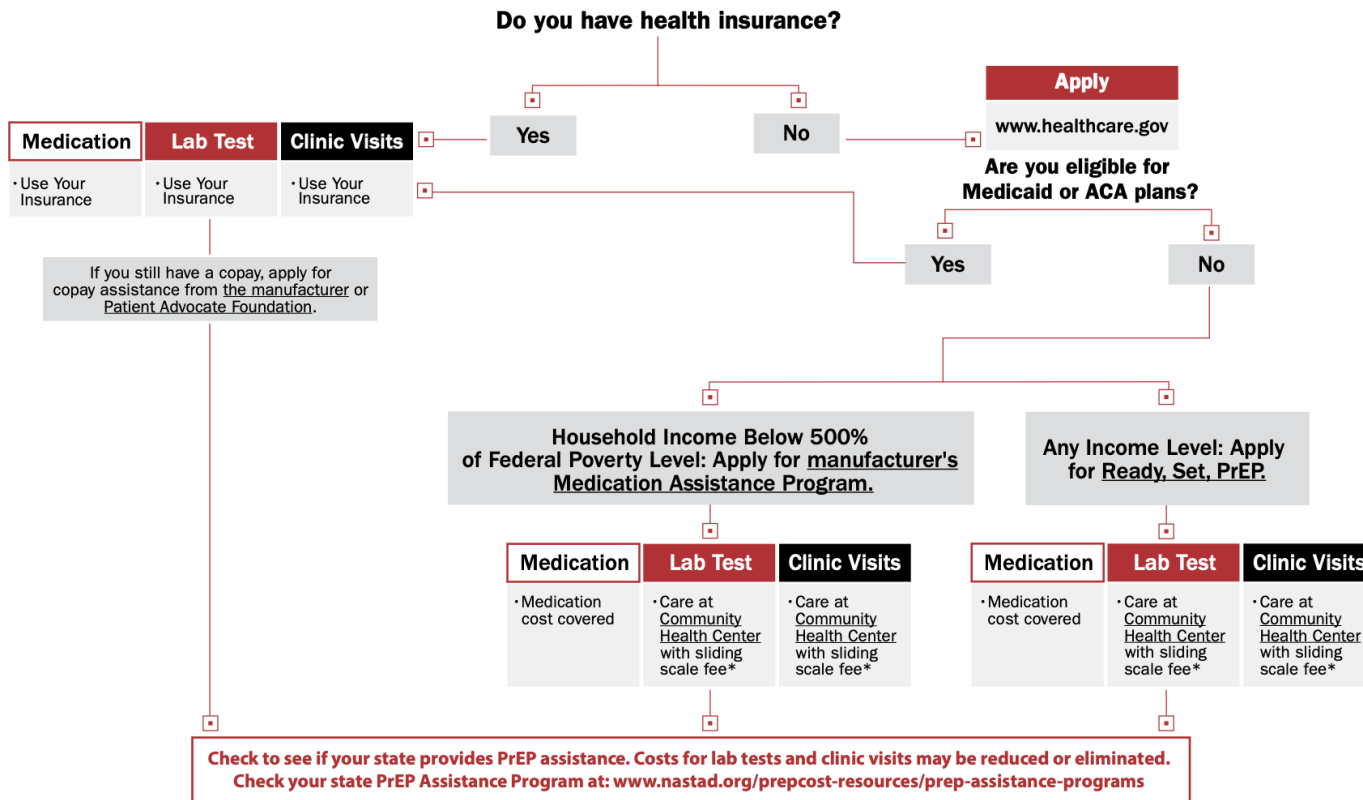 Do you have health insurance?
Yes
No
Apply
www.healthcare.gov
Medication
Lab Test
Clinic Visits
· Use Your
Insurance
· Use Your
Insurance
· Use Your
Insurance
Are you eligible for
Medicaid or ACA plans?
Yes
No
If you still have a copay, apply for
copay assistance from the manufacturer or
Patient Advocate Foundation.
Household Income Below 500%
of Federal Poverty Level: Apply for manufacturer's
Medication Assistance Program.
Any Income Level: Apply
for Ready, Set, PrEP.
Medication
Lab Test
Clinic Visits
· Medication
cost covered
· Care at
Community
Health Center
with sliding
scale fee*
· Care at
Community
Health Center
with sliding
scale fee*
Medication
Lab Test
Clinic Visits
· Medication
cost covered
· Care at
Community
Health Center
with sliding
scale fee*
· Care at
Community
Health Center
with sliding
scale fee*
Check to see if your state provides PrEP assistance. Costs for lab tests and clinic visits may be reduced or eliminated.
Check your state PrEP Assistance Program at: www.nastad.org/prepcost-resources/prep-assistance-programs